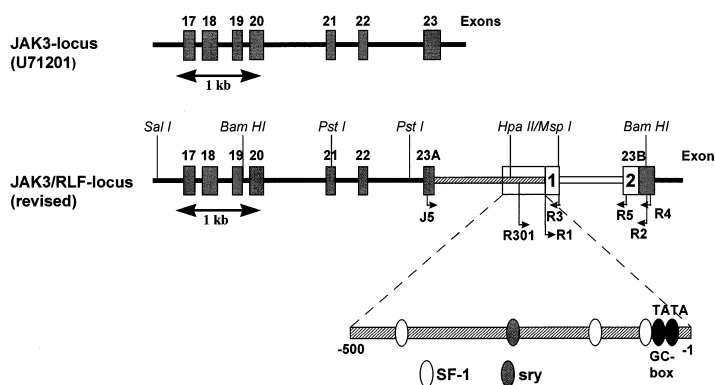 17 18 19 20 21 22 23 Exons
JAK3-locus
(U71201)
1 kb
Sal I Bam HI Pst I Pst I Hpa II/Msp I Bam HI
17 18 19 20 21 22 23A 23B Exon
JAK3/RLF-locus
(revised)
1 2
1 kb
J5 R301 R1 R3 R5 R4
R2
TATA
-500 -1
GC-
box
SF-1 sry